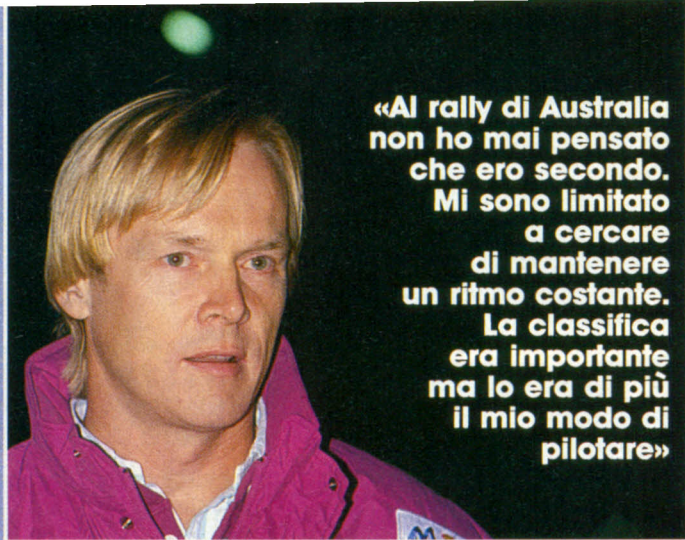 «Al rally di Australia
non ho mai pensato
che ero secondo.
Mi sono limitato
a cercare
di mantenere
un ritmo costante.
La classifica
era importante
ma lo era di più
il mio modo di
pilotare»